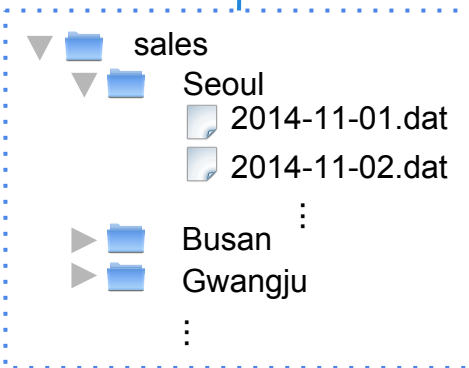 sales
Seoul
2014-11-01.dat
2014-11-02.dat
⋮
Busan
Gwangju
⋮